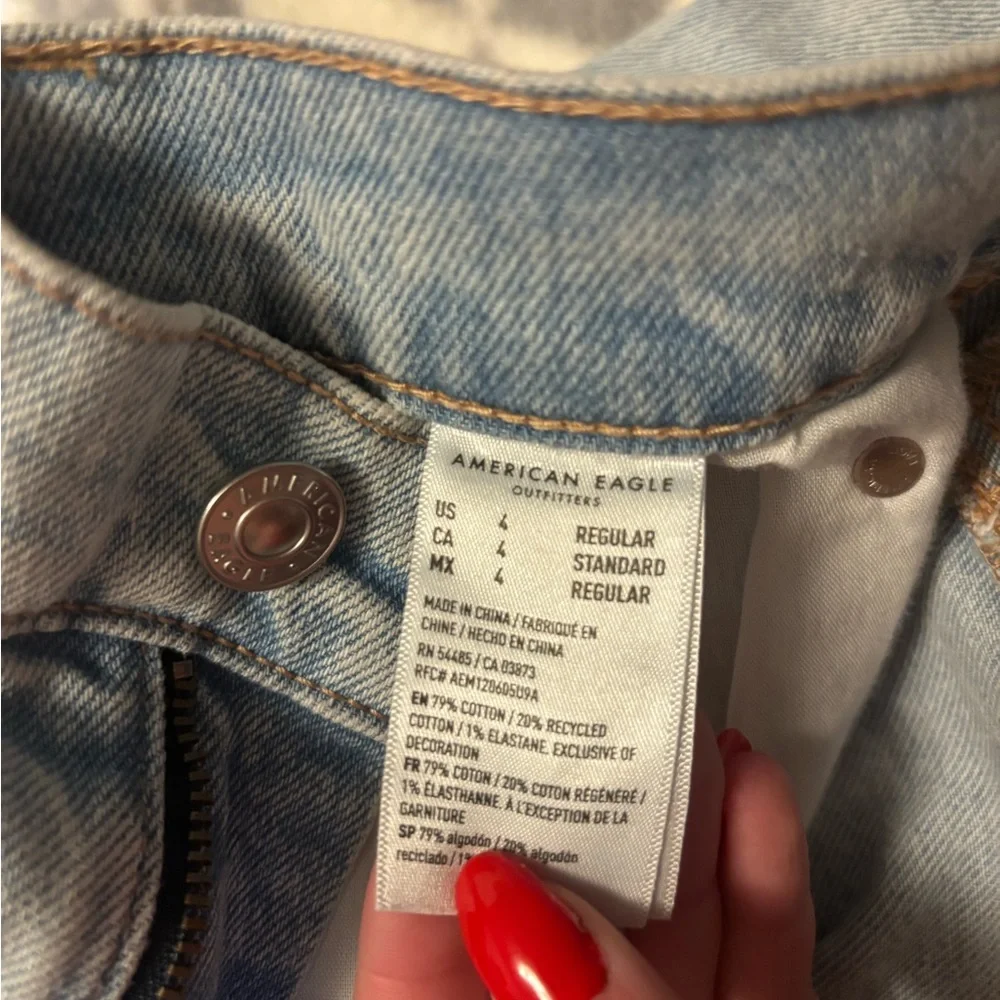 AMERICAN EAGLE
OUTFITTERS
US 4 REGULAR
CA 4 STANDARD
MX 4 REGULAR
MADE IN CHINA / FABRIQUÉ EN
CHINE / HECHO EN CHINA
RN 54485 / CA 03873
RFC# AEM120605U9A
EN 79% COTTON / 20% RECYCLED
COTTON / 1% ELASTANE. EXCLUSIVE OF
DECORATION
FR 79% COTON / 20% COTON RÉGÉNÉRÉ /
1% ÉLASTHANNE. À L'EXCEPTION DE LA
GARNITURE
SP 79% algodón / 20% algodón
reciclado / 1%
AMERICAN EAGLE